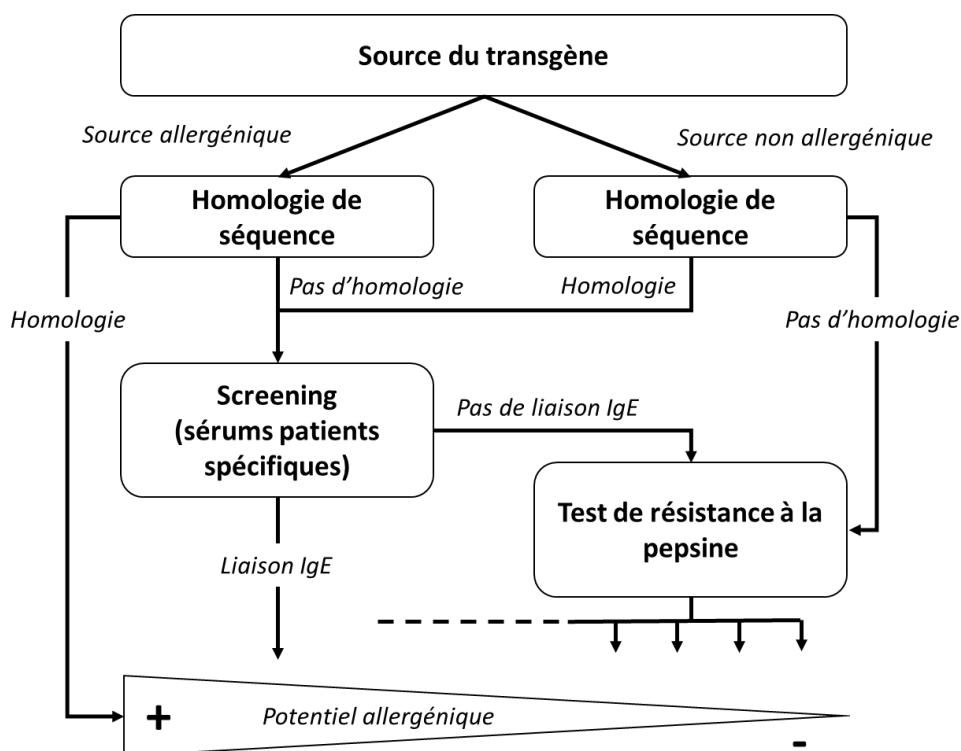 Source du transgène
Source allergénique
Source non allergénique
Homologie de
séquence
Homologie de
séquence
Pas d’homologie
Homologie
Homologie
Pas d’homologie
Screening
(sérums patients
spécifiques)
Pas de liaison IgE
Test de résistance à la
pepsine
Liaison IgE
+
Potentiel allergénique
-